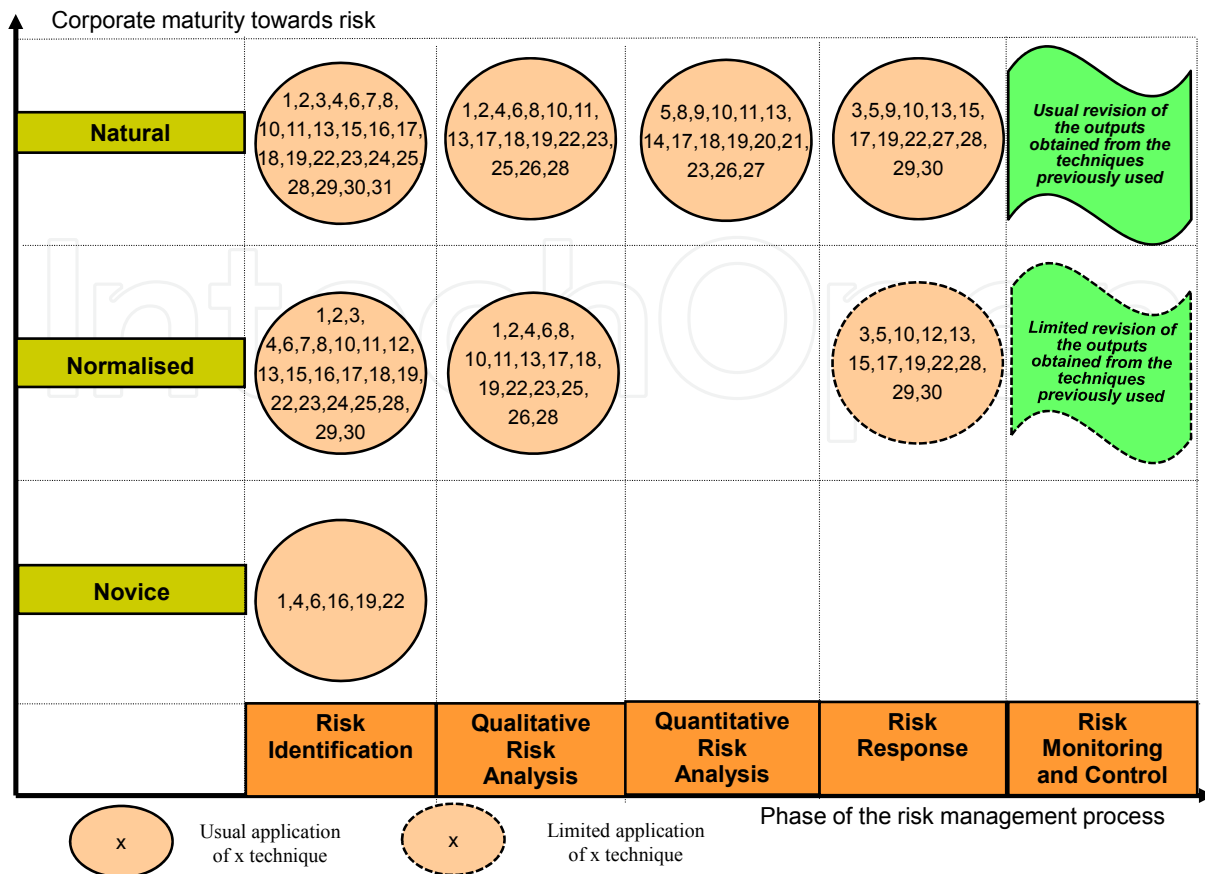 Corporate maturity towards risk
Natural
1,2,3,4,6,7,8,
10,11,13,15,16,17,
18,19,22,23,24,25,
28,29,30,31
1,2,4,6,8,10,11,
13,17,18,19,22,23,
25,26,28
5,8,9,10,11,13,
14,17,18,19,20,21,
23,26,27
3,5,9,10,13,15,
17,19,22,27,28,
29,30
Usual revision of
the outputs
obtained from the
techniques
previously used
Normalised
1,2,3,
4,6,7,8,10,11,12,
13,15,16,17,18,19,
22,23,24,25,28,
29,30
1,2,4,6,8,
10,11,13,17,18,
19,22,23,25,
26,28
3,5,10,12,13,
15,17,19,22,28,
29,30
Limited revision of
the outputs
obtained from the
techniques
previously used
IntechOpen
Novice
1,4,6,16,19,22
Risk
Identification
Qualitative
Risk
Analysis
Quantitative
Risk
Analysis
Risk
Response
Risk
Monitoring
and Control
Phase of the risk management process
x
Usual application
of x technique
x
Limited application
of x technique